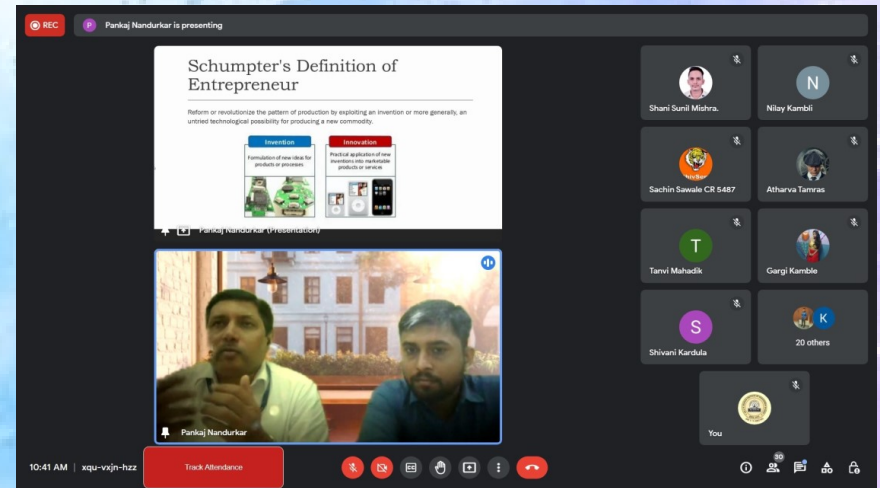 REC
P
Pankaj Nandurkar is presenting
Schumpter's Definition of
Entrepreneur
Reform or revolutionize the pattern of production by exploiting an invention or more generally, an
untried technological possibility for producing a new commodity.
Invention
Formulation of new ideas for
products or processes
Innovation
Practical application of new
inventions into marketable
products or services
Pankaj Nandurkar (Presentation)
Pankaj Nandurkar
Shani Sunil Mishra.
N
Nilay Kambli
Sachin Sawale CR 5487
Atharva Tamras
T
Tanvi Mahadik
Gargi Kamble
S
Shivani Kardula
K
20 others
You
10:41 AM | xqu-vxjn-hzz
Track Attendance
30